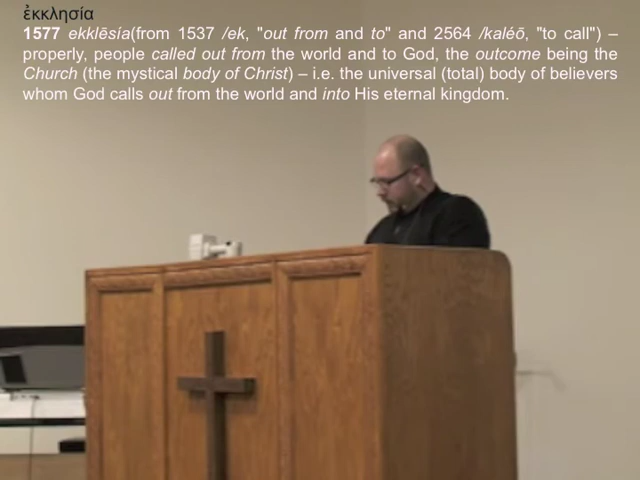 ἐκκλησία
1577 ekklēsía(from 1537 /ek, "out from and to" and 2564 /kaléō, "to call") –
properly, people called out from the world and to God, the outcome being the
Church (the mystical body of Christ) – i.e. the universal (total) body of believers
whom God calls out from the world and into His eternal kingdom.